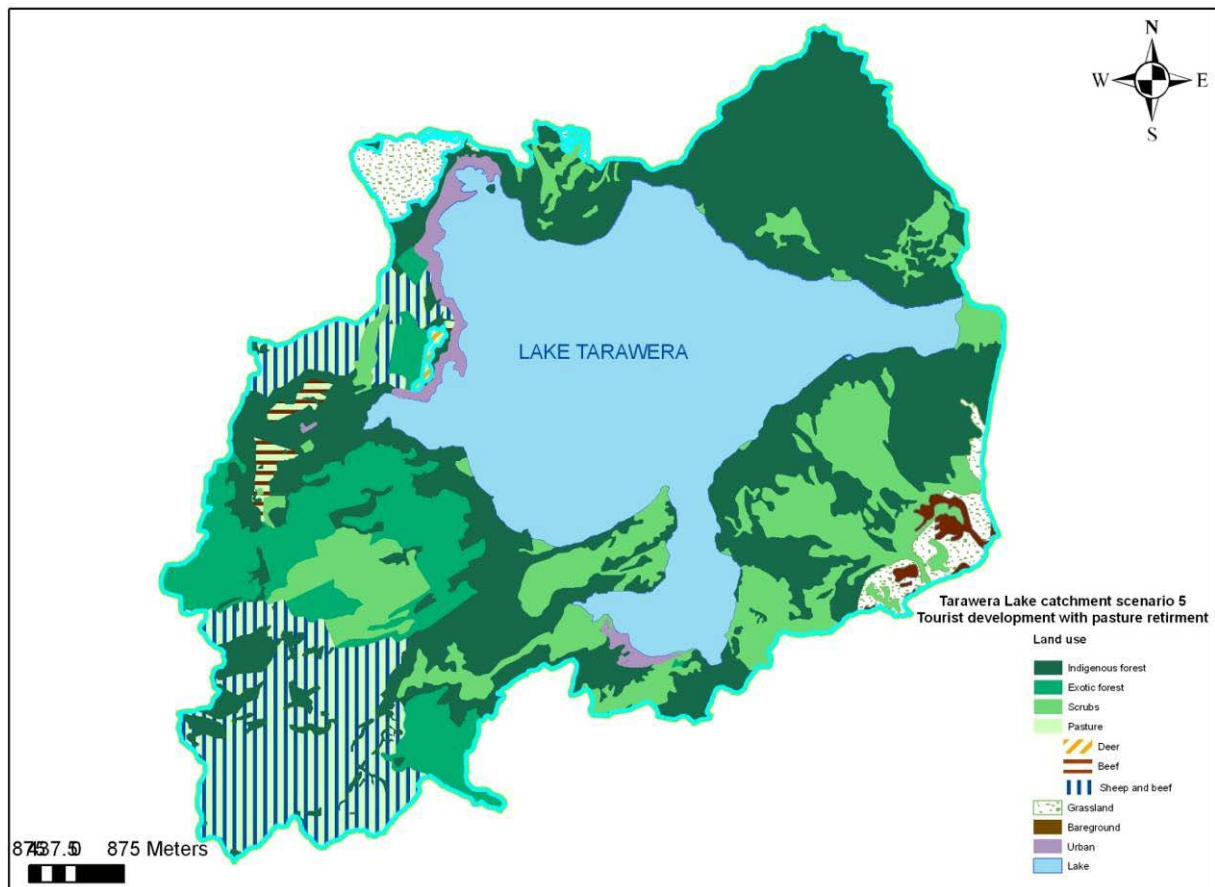 N
W E
S
LAKE TARAWERA
Tarawera Lake catchment scenario 5
Tourist development with pasture retirment
Land use
Indigenous forest
Exotic forest
Scrubs
Pasture
Deer
Beef
Sheep and beef
Grassland
Bareground
Urban
Lake
875 Meters